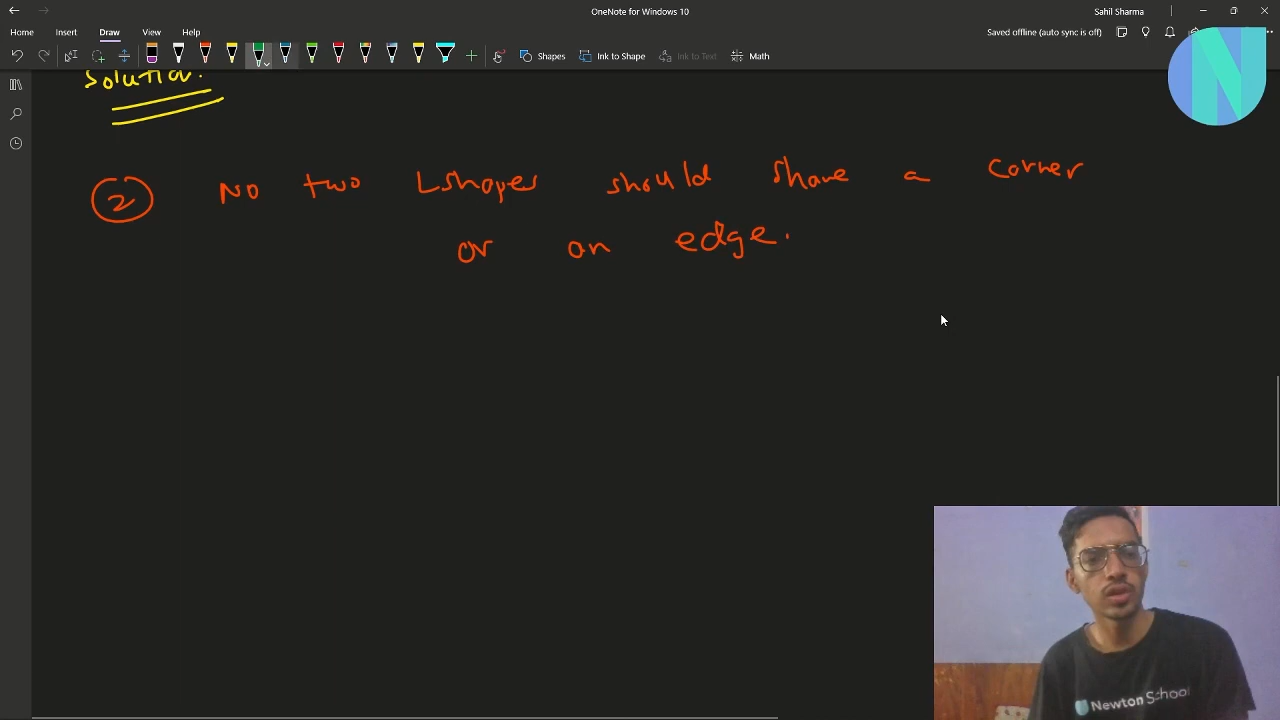 OneNote for Windows 10
Sahil Sharma
Home Insert Draw View Help
Saved offline (auto sync is off)
Shapes Ink to Shape Ink to Text Math
Solution.
2 No two Lshapes should share a corner
or an edge.
Newton School